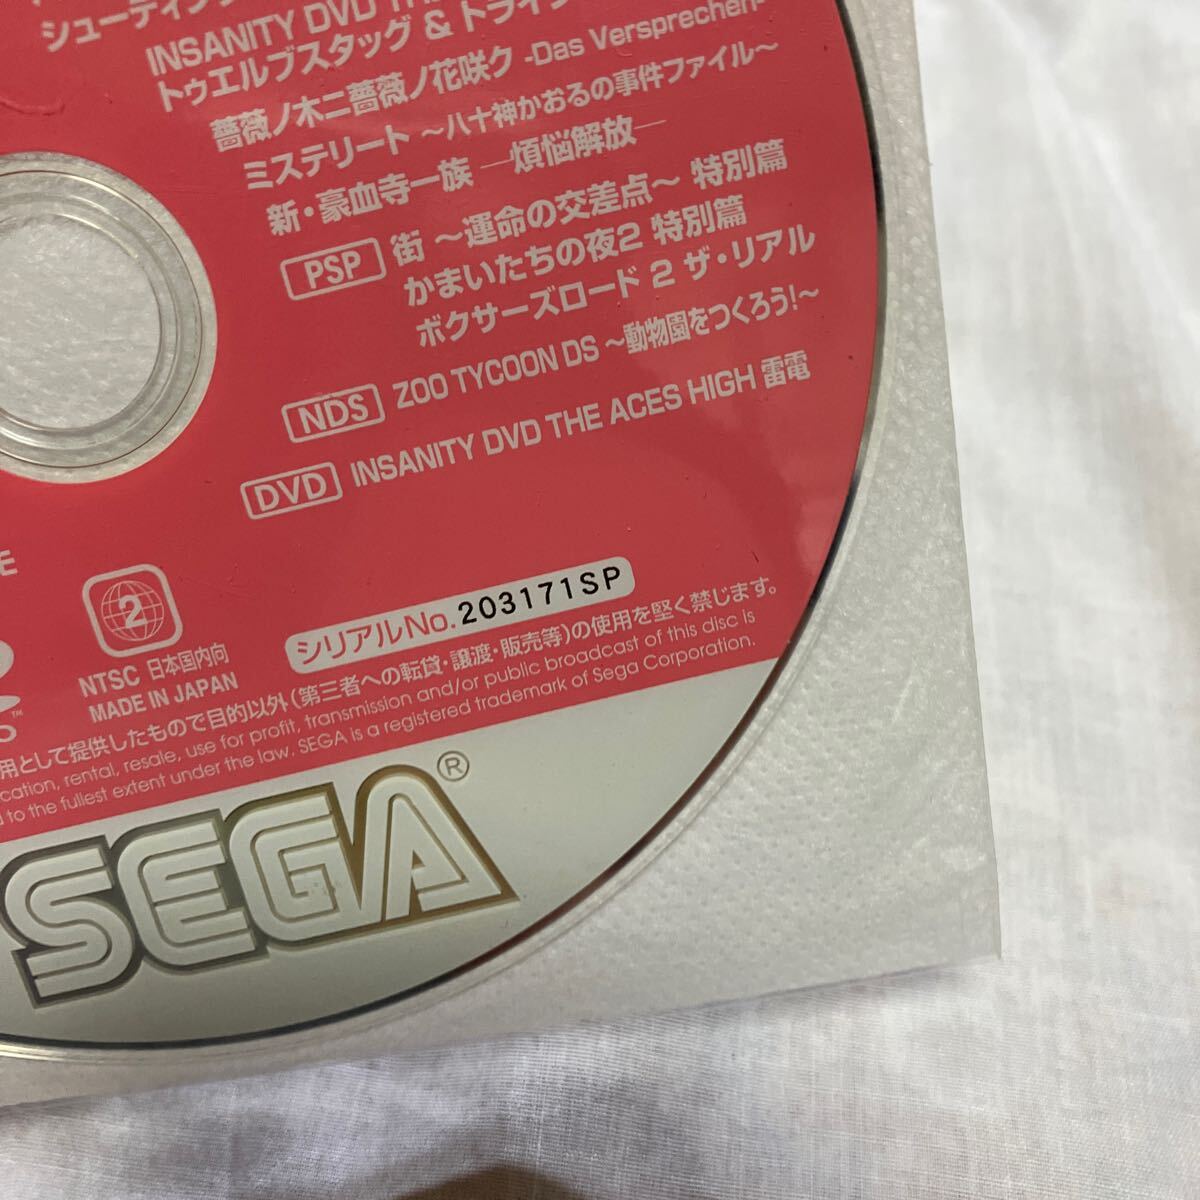 シューティング
INSANITY DVD TH
トゥエルブスタッグ & トライ
薔薇ノ木ニ薔薇ノ花咲ク -Das Versprechen-
ミステリート ～八十神かおるの事件ファイル～
新・豪血寺一族 ―煩悩解放―
PSP 街 ～運命の交差点～ 特別篇
かまいたちの夜2 特別篇
ボクサーズロード 2 ザ・リアル
NDS ZOO TYCOON DS ～動物園をつくろう!～
DVD INSANITY DVD THE ACES HIGH 雷電
E
2
NTSC 日本国内向
MADE IN JAPAN
シリアルNo.203171SP
用として提供したもので目的以外(第三者への転貸・譲渡・販売等)の使用を堅く禁じます。
cation, rental, resale, use for profit, transmission and/or public broadcast of this disc is
d to the fullest extent under the law. SEGA is a registered trademark of Sega Corporation.
SEGA®